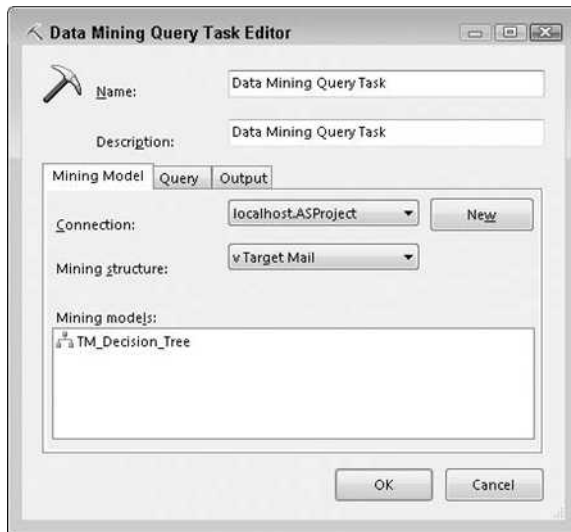 Data Mining Query Task Editor
Name:
Data Mining Query Task
Description:
Data Mining Query Task
Mining Model
Query
Output
Connection:
localhost.ASProject
New
Mining structure:
v Target Mail
Mining models:
TM_Decision_Tree
OK
Cancel